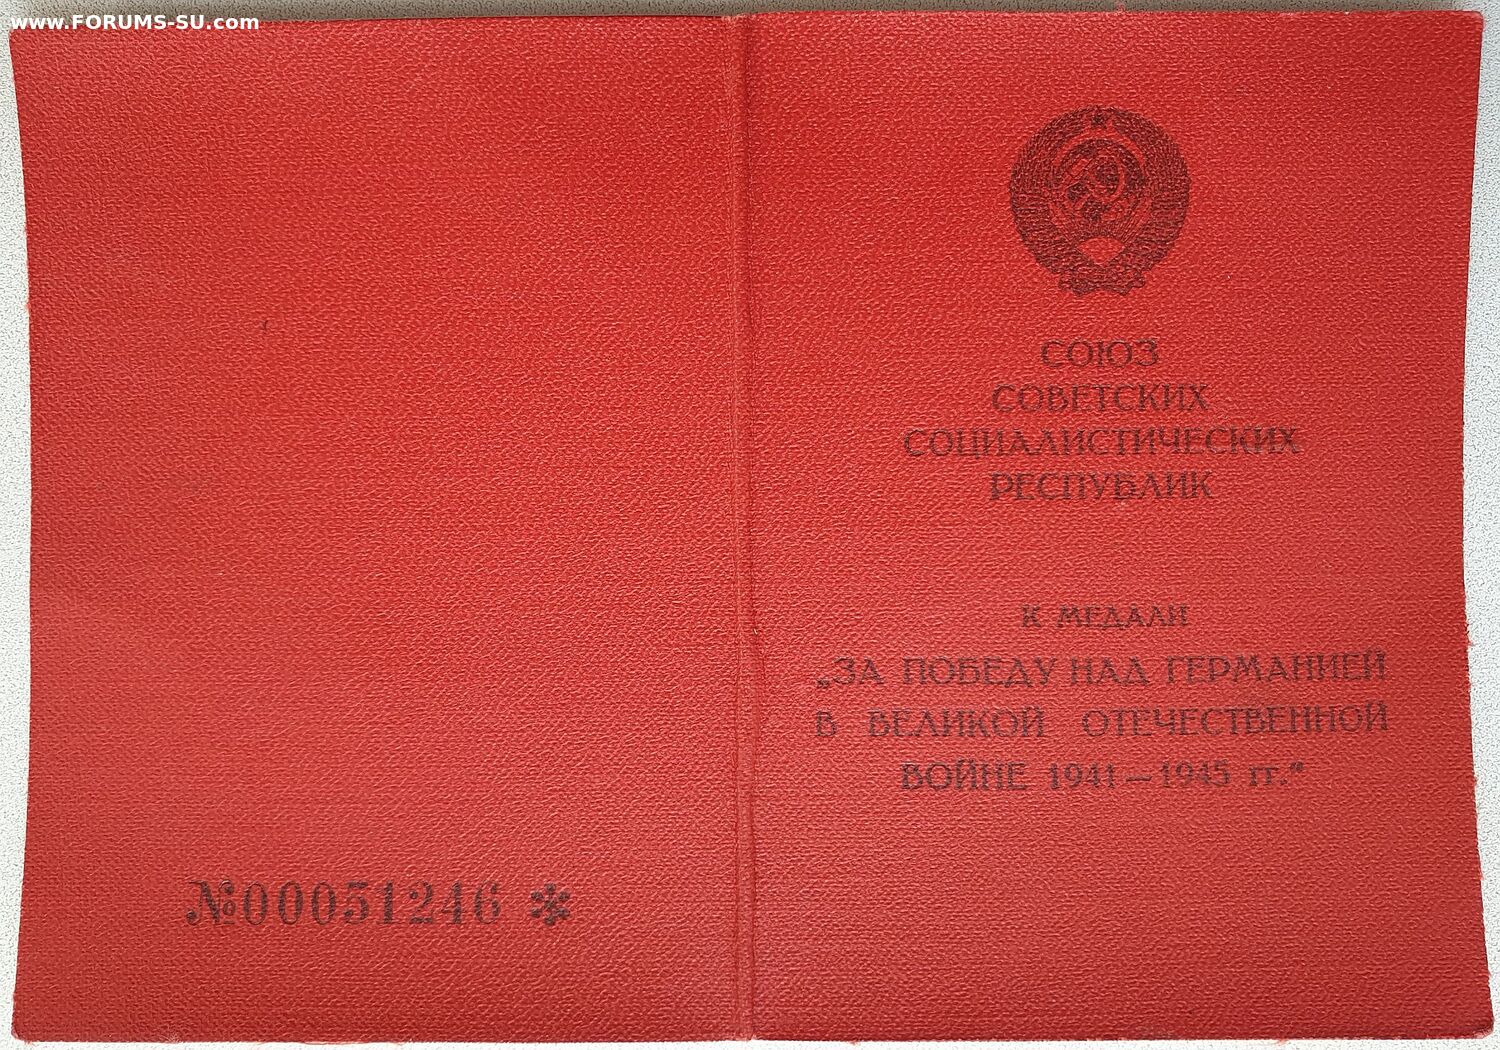 www.FORUMS-SU.com
СОЮЗ
СОВЕТСКИХ
СОЦИАЛИСТИЧЕСКИХ
РЕСПУБЛИК
К МЕДАЛИ
„ЗА ПОБЕДУ НАД ГЕРМАНИЕЙ
В ВЕЛИКОЙ ОТЕЧЕСТВЕННОЙ
ВОЙНЕ 1941—1945 гг.“
№00051246 *